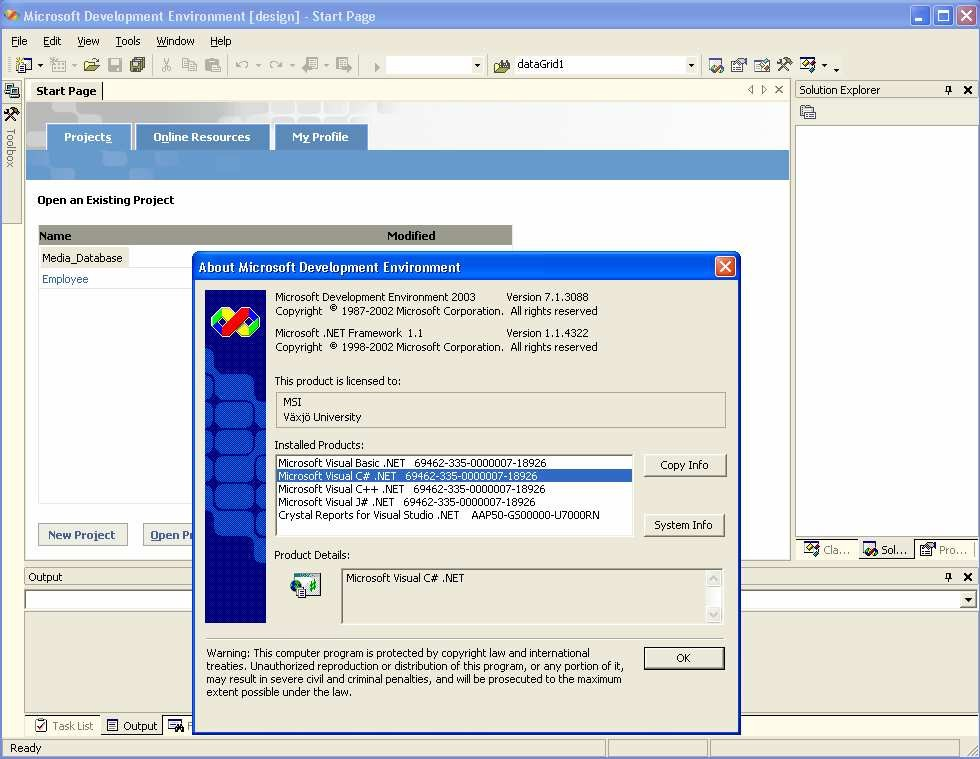 Microsoft Development Environment [design] - Start Page
File Edit View Tools Window Help
dataGrid1
Start Page
Solution Explorer
Toolbox
Projects Online Resources My Profile
Open an Existing Project
Name Modified
Media_Database
Employee
New Project Open Pr
About Microsoft Development Environment
Microsoft Development Environment 2003 Version 7.1.3088
Copyright © 1987-2002 Microsoft Corporation. All rights reserved
Microsoft .NET Framework 1.1 Version 1.1.4322
Copyright © 1998-2002 Microsoft Corporation. All rights reserved
This product is licensed to:
MSI
Växjö University
Installed Products:
Microsoft Visual Basic .NET 69462-335-0000007-18926
Microsoft Visual C# .NET 69462-335-0000007-18926
Microsoft Visual C++ .NET 69462-335-0000007-18926
Microsoft Visual J# .NET 69462-335-0000007-18926
Crystal Reports for Visual Studio .NET AAP50-GS00000-U7000RN
Copy Info
System Info
Product Details:
Microsoft Visual C# .NET
Warning: This computer program is protected by copyright law and international
treaties. Unauthorized reproduction or distribution of this program, or any portion of it,
may result in severe civil and criminal penalties, and will be prosecuted to the maximum
extent possible under the law.
OK
Cla... Sol... Pro...
Output
Task List Output F
Ready